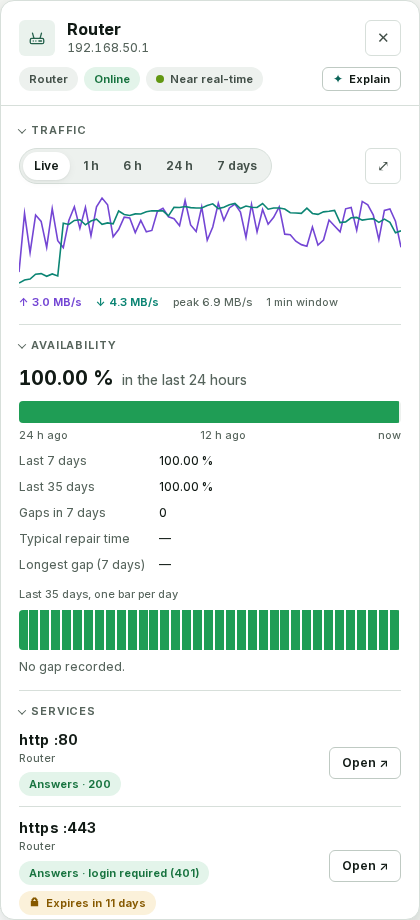 Router
192.168.50.1
Router Online Near real-time Explain
TRAFFIC
Live 1 h 6 h 24 h 7 days
↑ 3.0 MB/s ↓ 4.3 MB/s peak 6.9 MB/s 1 min window
AVAILABILITY
100.00 % in the last 24 hours
24 h ago 12 h ago now
Last 7 days 100.00 %
Last 35 days 100.00 %
Gaps in 7 days 0
Typical repair time —
Longest gap (7 days) —
Last 35 days, one bar per day
No gap recorded.
SERVICES
http :80
Router
Open ↗
Answers · 200
https :443
Router
Open ↗
Answers · login required (401)
Expires in 11 days